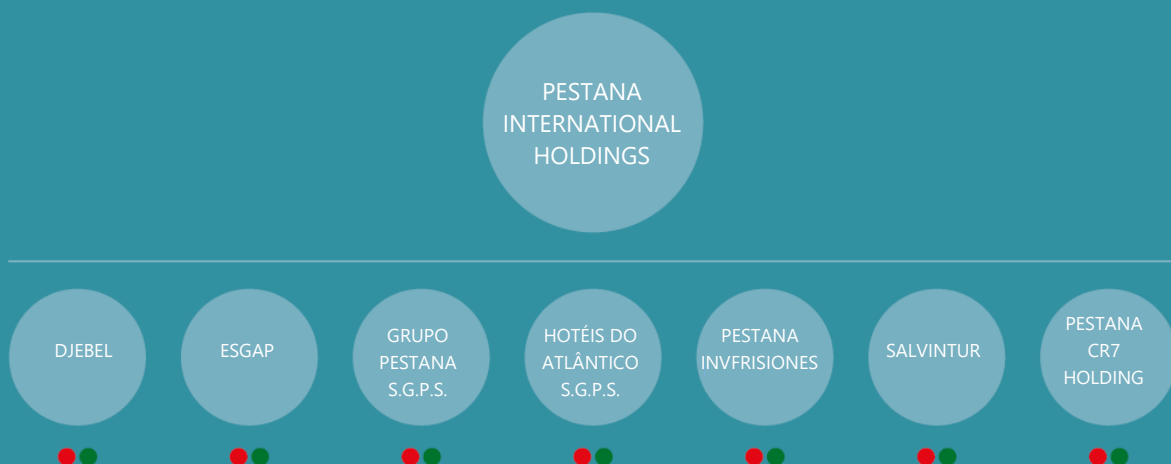 PESTANA
INTERNATIONAL
HOLDINGS
DJEBEL
ESGAP
GRUPO
PESTANA
S.G.P.S.
HOTÉIS DO
ATLÂNTICO
S.G.P.S.
PESTANA
INVFRISIONES
SALVINTUR
PESTANA
CR7
HOLDING